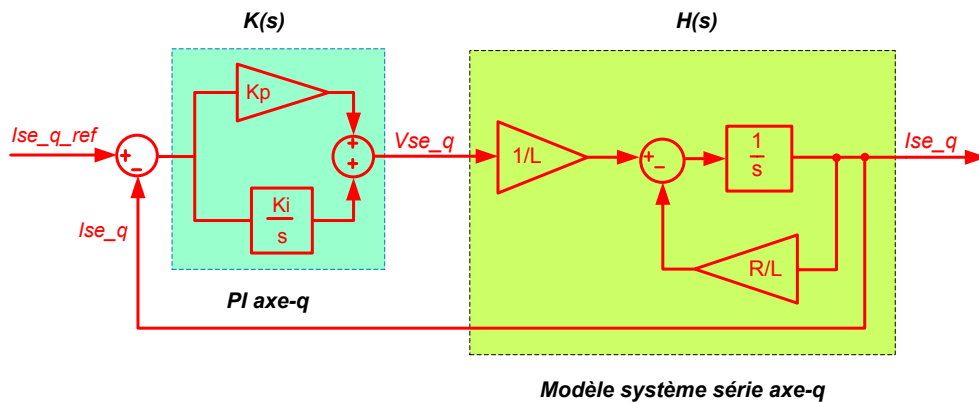 K(s)
H(s)
Kp
Ise_q_ref
+
-
+
+
Vse_q
1/L
+
-
1
s
Ise_q
Ki
s
Ise_q
R/L
PI axe-q
Modèle système série axe-q